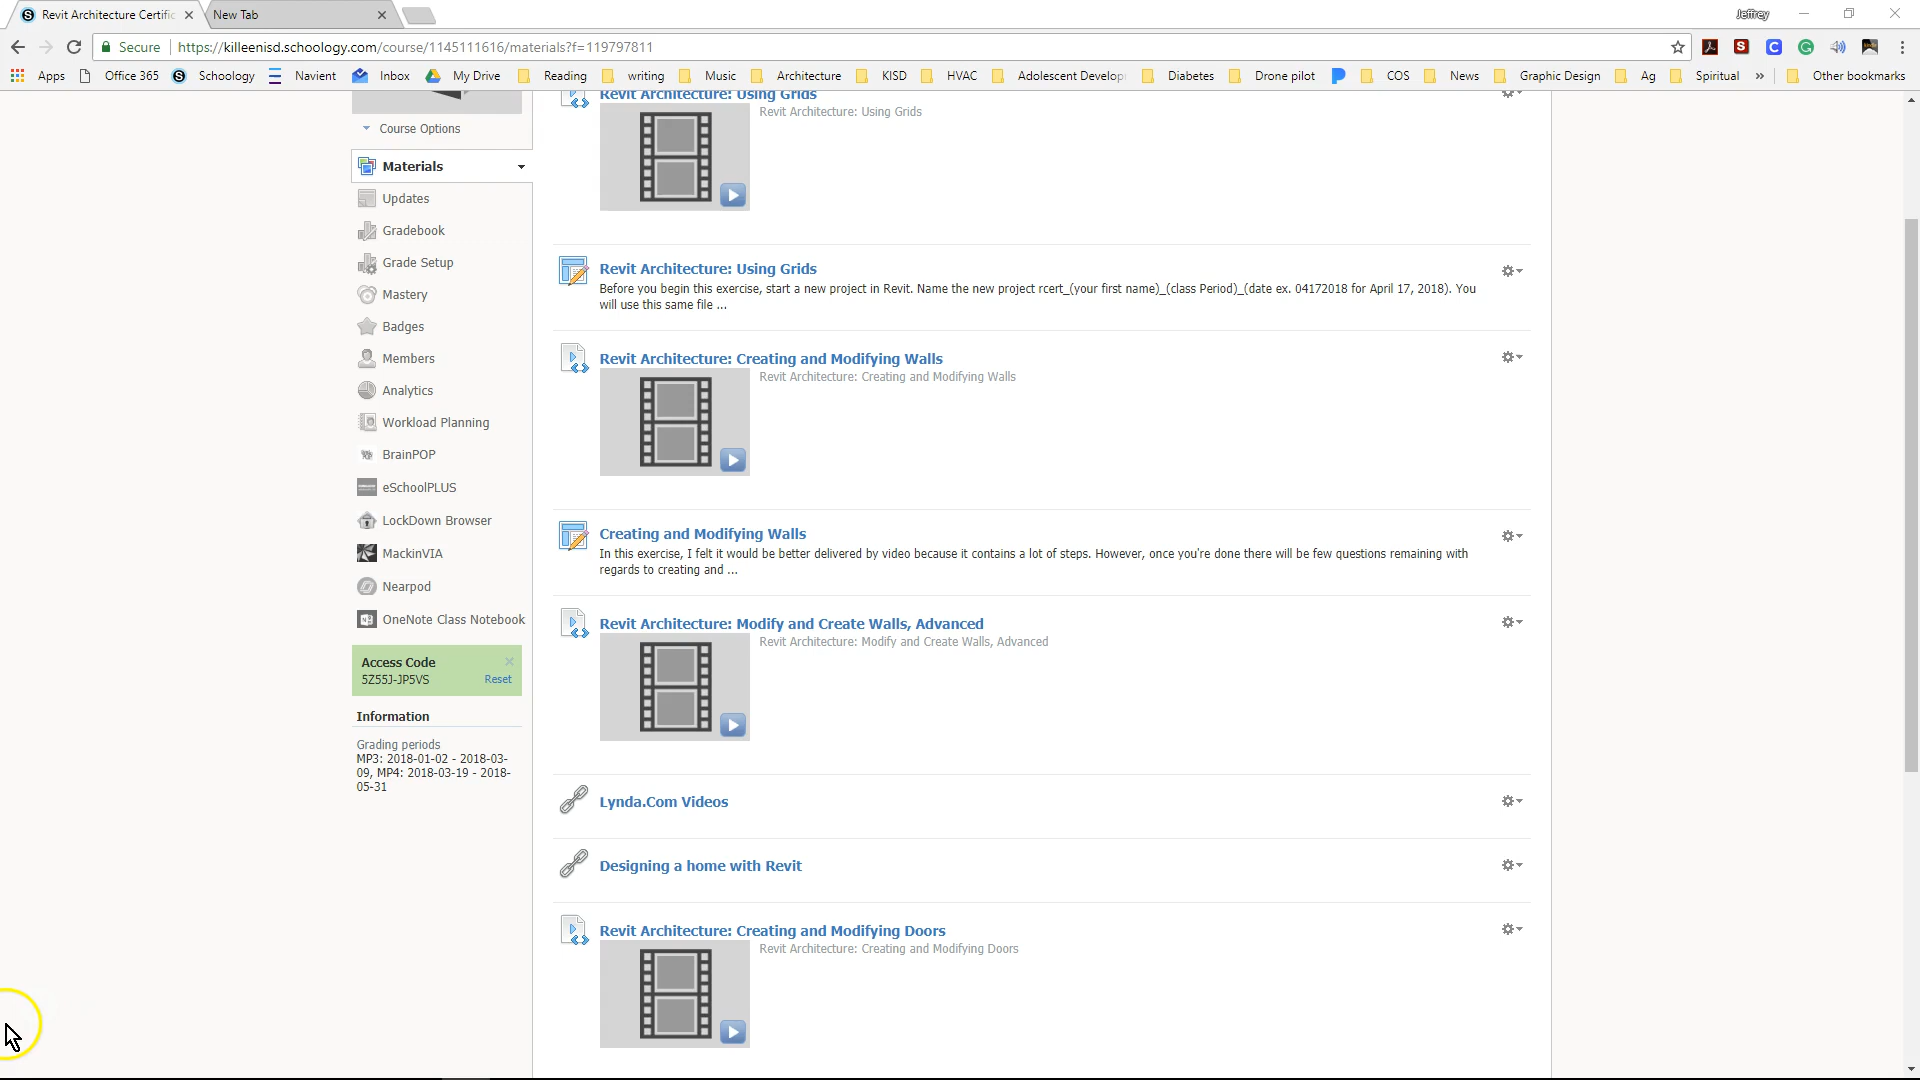 Revit Architecture Certific
New Tab
Jeffrey
Secure
https://killeenisd.schoology.com/course/1145111616/materials?f=119797811
Apps Office 365 Schoology Navient Inbox My Drive Reading writing Music Architecture KISD HVAC Adolescent Develop Diabetes Drone pilot COS News Graphic Design Ag Spiritual » Other bookmarks
Course Options
Materials
Updates
Gradebook
Grade Setup
Mastery
Badges
Members
Analytics
Workload Planning
BrainPOP
eSchoolPLUS
LockDown Browser
MackinVIA
Nearpod
OneNote Class Notebook
Access Code
5Z55J-JP5VS Reset
Information
Grading periods
MP3: 2018-01-02 - 2018-03-
09, MP4: 2018-03-19 - 2018-
05-31
Revit Architecture: Using Grids
Revit Architecture: Using Grids
Revit Architecture: Using Grids
Before you begin this exercise, start a new project in Revit. Name the new project rcert_(your first name)_(class Period)_(date ex. 04172018 for April 17, 2018). You
will use this same file ...
Revit Architecture: Creating and Modifying Walls
Revit Architecture: Creating and Modifying Walls
Creating and Modifying Walls
In this exercise, I felt it would be better delivered by video because it contains a lot of steps. However, once you're done there will be few questions remaining with
regards to creating and ...
Revit Architecture: Modify and Create Walls, Advanced
Revit Architecture: Modify and Create Walls, Advanced
Lynda.Com Videos
Designing a home with Revit
Revit Architecture: Creating and Modifying Doors
Revit Architecture: Creating and Modifying Doors